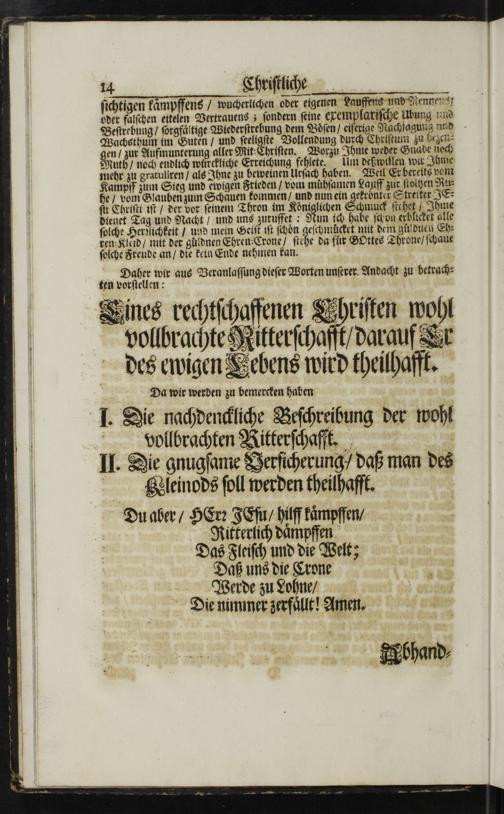 14 Christliche
sichtigen kämpffens / wucherlichen oder eigenen Lauffens und Rennens /
oder falschen eitelen Vertrauens ; sondern seine exemplarische Ubung und
Bestrebung / sorgfältige Wiederstrebung dem Bösen / eiferige Nachjagung und
Wachsthum im Guten / und seeligste Vollendung durch Christum zu bezeu-
gen / zur Auffmunterung aller Mit-Christen. Worzu Ihme weder Gnade noch
Muth / noch endlich würckliche Erreichung fehlete. Um deßwillen wir Ihme
mehr zu gratuliren / als Ihne zu beweinen Ursach haben. Weil Er bereits vom
Kampff zum Sieg und ewigen Frieden / vom mühsamen Lauff zur stoltzen Ru-
he / vom Glauben zum Schauen kommen / und nun ein gekrönter Streiter JE-
su Christi ist / der vor seinem Thron im Königlichen Schmuck stehet / Ihme
dienet Tag und Nacht / und uns zuruffet : Nun ich habe schon erblicket alle
solche Herrlichkeit / und mein Geist ist schön geschmücket mit dem güldnen Eh-
ren-Kleid / mit der güldnen Ehren-Crone / stehe da für GOttes Throne / schaue
solche Freude an / die kein Ende nehmen kan.
Daher wir aus Veranlassung dieser Worten unserer Andacht zu betrach-
ten vorstellen :
Eines rechtschaffenen Christen wohl
vollbrachte Ritterschafft / darauf Er
des ewigen Lebens wird theilhafft.
Da wir werden zu bemercken haben
I. Die nachdenckliche Beschreibung der wohl
vollbrachten Ritterschafft.
II. Die gnugsame Versicherung / daß man des
Kleinods soll werden theilhafft.
Du aber / HErr JEsu / hilff kämpffen /
Ritterlich dämpffen
Das Fleisch und die Welt ;
Daß uns die Crone
Werde zu Lohne /
Die nimmer zerfällt ! Amen.
Abhand-